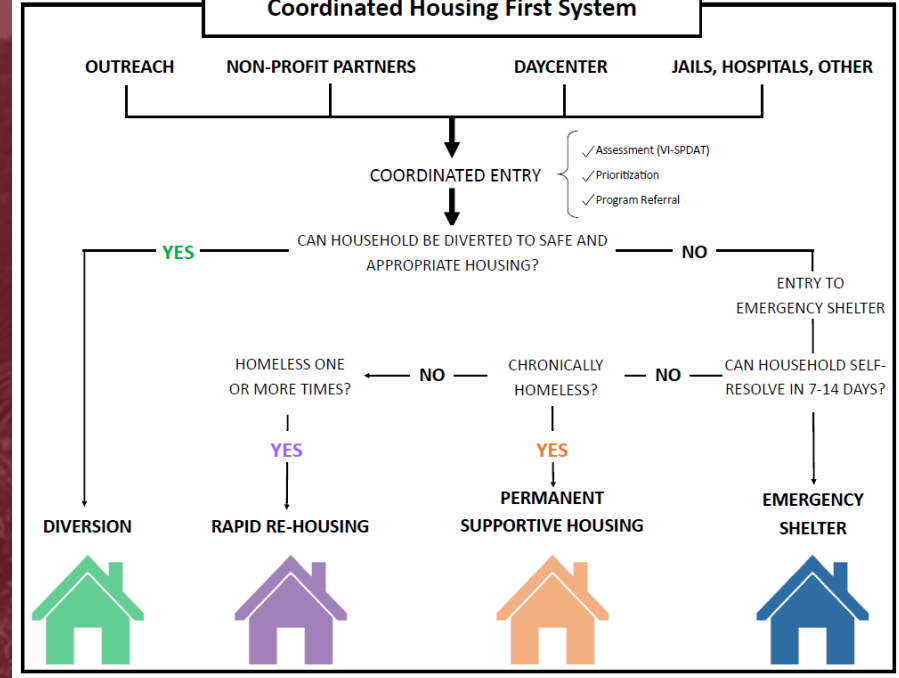 Coordinated Housing First System
OUTREACH
NON-PROFIT PARTNERS
DAYCENTER
JAILS, HOSPITALS, OTHER
COORDINATED ENTRY
✓Assessment (VI-SPDAT)
✓Prioritization
✓Program Referral
CAN HOUSEHOLD BE DIVERTED TO SAFE AND
APPROPRIATE HOUSING?
YES
NO
ENTRY TO
EMERGENCY SHELTER
CAN HOUSEHOLD SELF-
RESOLVE IN 7-14 DAYS?
NO
CHRONICALLY
HOMELESS?
NO
HOMELESS ONE
OR MORE TIMES?
YES
YES
DIVERSION
RAPID RE-HOUSING
PERMANENT
SUPPORTIVE HOUSING
EMERGENCY
SHELTER